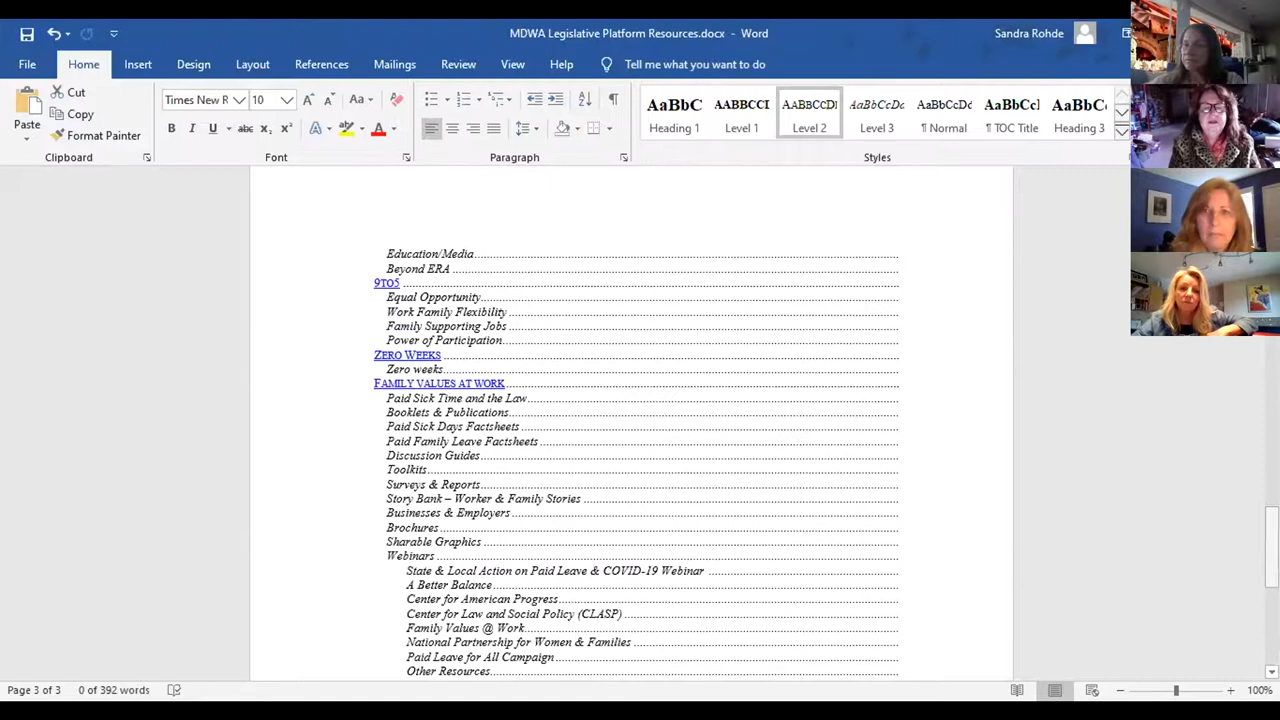 MDWA Legislative Platform Resources.docx - Word
Sandra Rohde
File Home Insert Design Layout References Mailings Review View Help Tell me what you want to do
Paste
Cut
Copy
Format Painter
Clipboard
Times New R 10 Aa
B I U abc X₂ X² A A
Font
Paragraph
AaBbC AABBCCI AABBCCDI AaBbCcDc AaBbCcDc AaBbCcI AaBbCc
Heading 1 Level 1 Level 2 Level 3 ¶ Normal ¶ TOC Title Heading 3
Styles
Education/Media
Beyond ERA
9TO5
Equal Opportunity
Work Family Flexibility
Family Supporting Jobs
Power of Participation
ZERO WEEKS
Zero weeks
FAMILY VALUES AT WORK
Paid Sick Time and the Law
Booklets & Publications
Paid Sick Days Factsheets
Paid Family Leave Factsheets
Discussion Guides
Toolkits
Surveys & Reports
Story Bank – Worker & Family Stories
Businesses & Employers
Brochures
Sharable Graphics
Webinars
State & Local Action on Paid Leave & COVID-19 Webinar
A Better Balance
Center for American Progress
Center for Law and Social Policy (CLASP)
Family Values @ Work
National Partnership for Women & Families
Paid Leave for All Campaign
Other Resources
Page 3 of 3 0 of 392 words 100%